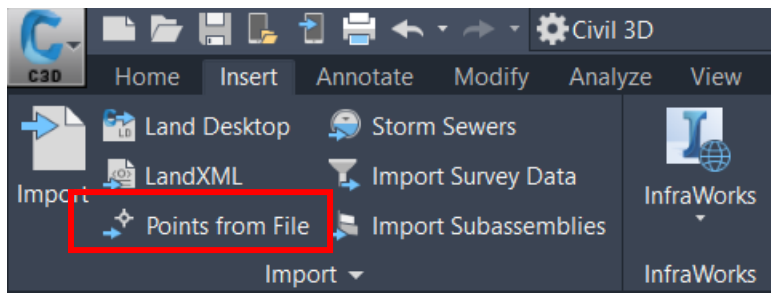 Civil 3D
C3D
Home Insert Annotate Modify Analyze View
Land Desktop Storm Sewers
LD
LandXML Import Survey Data
Import
InfraWorks
Points from File Import Subassemblies
Import InfraWorks